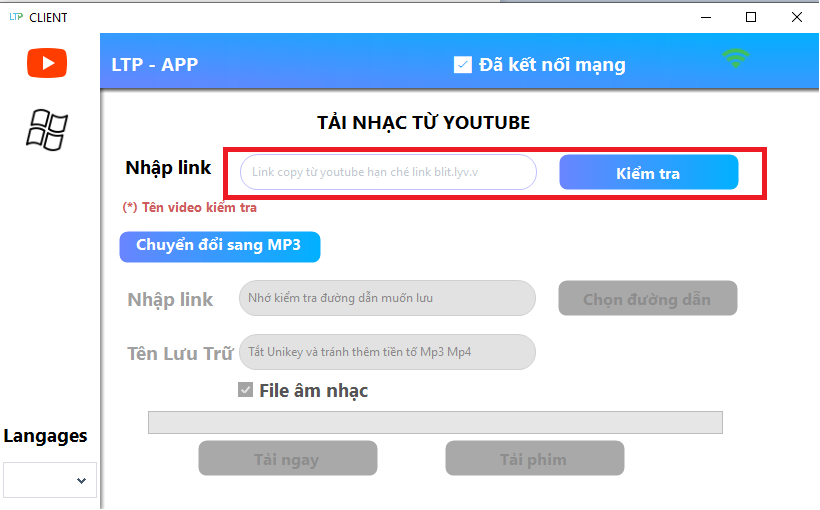 LTP CLIENT
LTP - APP
Đã kết nối mạng
TẢI NHẠC TỪ YOUTUBE
Nhập link
Link copy từ youtube hạn ché link blit.lyv.v
Kiểm tra
(*) Tên video kiểm tra
Chuyển đổi sang MP3
Nhập link
Nhớ kiểm tra đường dẫn muốn lưu
Chọn đường dẫn
Tên Lưu Trữ
Tắt Unikey và tránh thêm tiền tố Mp3 Mp4
File âm nhạc
Langages
Tải ngay
Tải phim